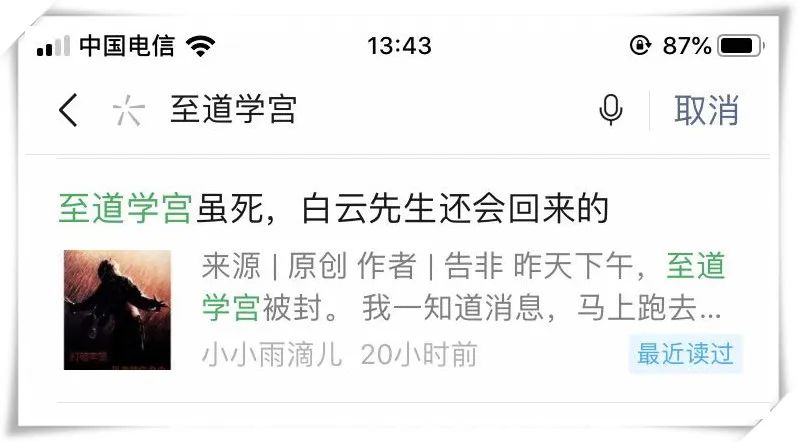 中国电信 13:43 87%
至道学宫 取消
至道学宫虽死，白云先生还会回来的
来源 | 原创 作者 | 告非 昨天下午，至道
学宫被封。 我一知道消息，马上跑去...
小小雨滴儿 20小时前 最近读过